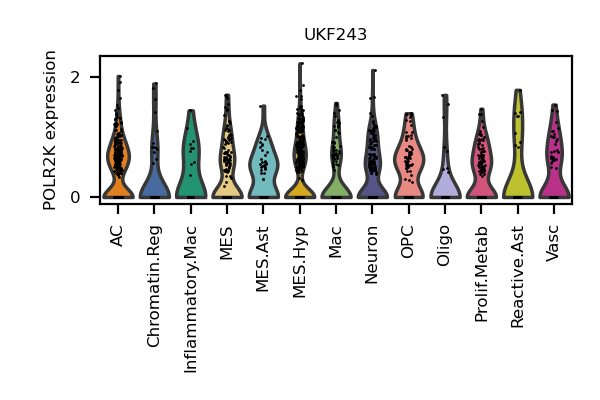 UKF243
POLR2K expression
2
0
AC
Chromatin.Reg
Inflammatory.Mac
MES
MES.Ast
MES.Hyp
Mac
Neuron
OPC
Oligo
Prolif.Metab
Reactive.Ast
Vasc